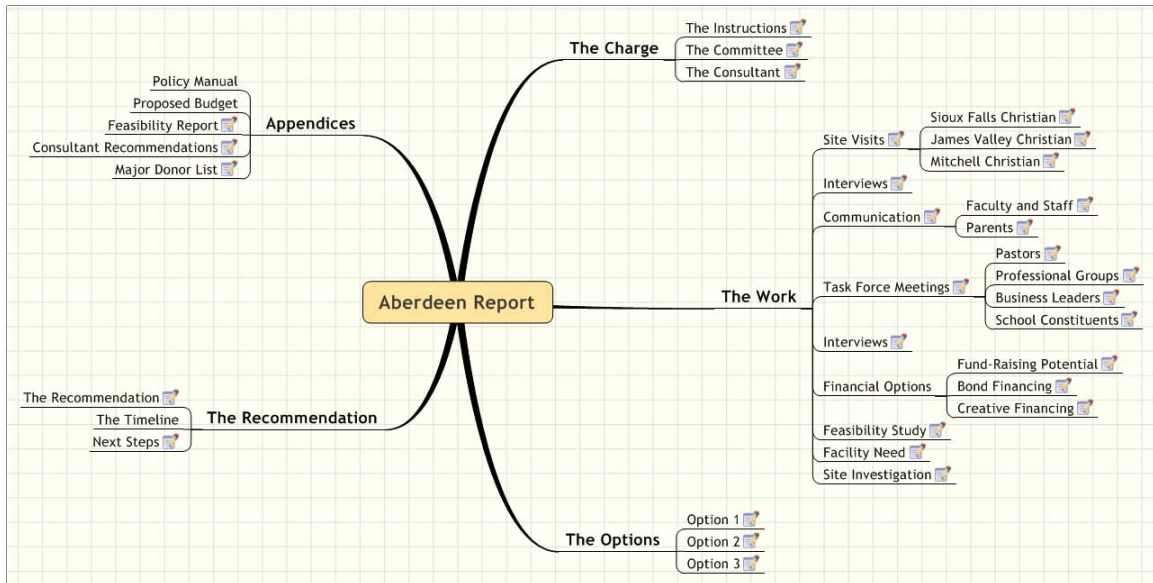 Aberdeen Report
The Charge
The Instructions
The Committee
The Consultant
The Work
Site Visits
Sioux Falls Christian
James Valley Christian
Mitchell Christian
Interviews
Communication
Faculty and Staff
Parents
Task Force Meetings
Pastors
Professional Groups
Business Leaders
School Constituents
Interviews
Financial Options
Fund-Raising Potential
Bond Financing
Creative Financing
Feasibility Study
Facility Need
Site Investigation
The Options
Option 1
Option 2
Option 3
The Recommendation
The Recommendation
The Timeline
Next Steps
Appendices
Policy Manual
Proposed Budget
Feasibility Report
Consultant Recommendations
Major Donor List